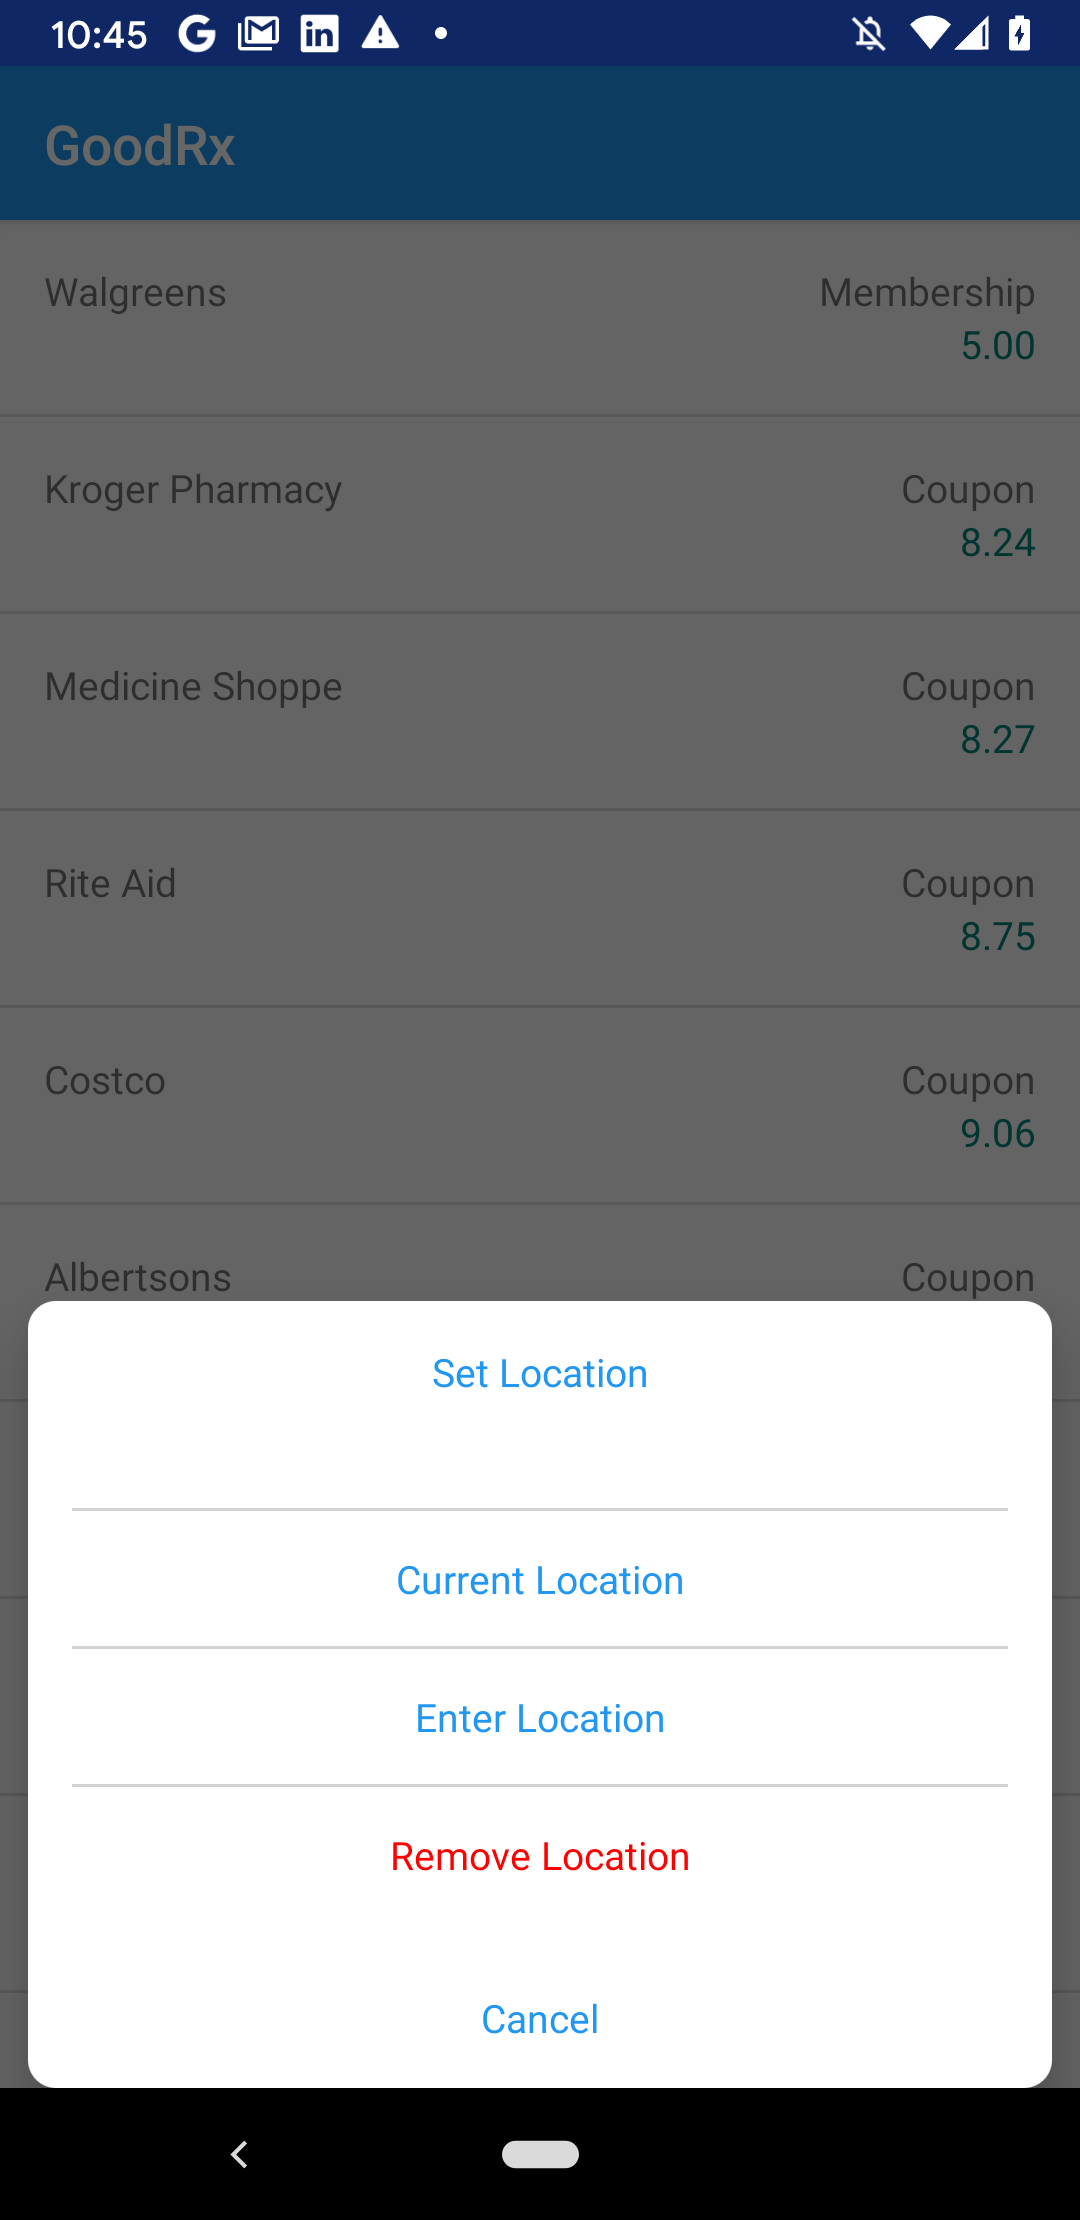 10:45
GoodRx
Walgreens Membership
5.00
Kroger Pharmacy Coupon
8.24
Medicine Shoppe Coupon
8.27
Rite Aid Coupon
8.75
Costco Coupon
9.06
Albertsons Coupon
Set Location
Current Location
Enter Location
Remove Location
Cancel